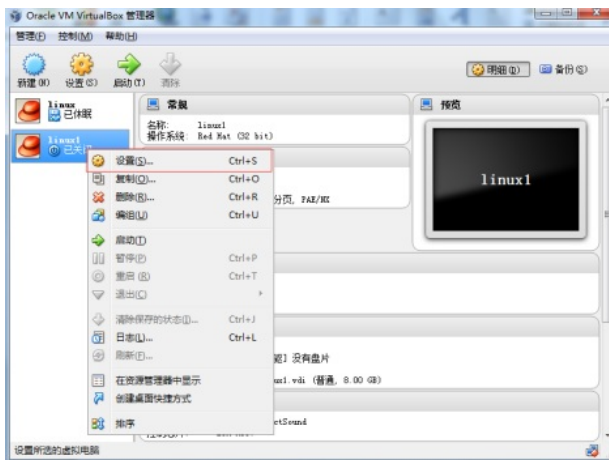 Oracle VM VirtualBox 管理器
管理(F) 控制(M) 帮助(H)
新建(N) 设置(S) 启动(T) 清除
明细(D) 备份(S)
linux
已休眠
linux1
已关闭
常规
名称: linux1
操作系统: Red Hat (32 bit)
预览
linux1
设置(S)... Ctrl+S
复制(O)... Ctrl+O
删除(R)... Ctrl+R
编组(U) Ctrl+U
分页, PAE/NX
启动(T)
暂停(P) Ctrl+P
重启(R) Ctrl+T
退出(C)
清除保存的状态(J)... Ctrl+J
日志(L)... Ctrl+L
刷新(F)...
驱] 没有盘片
在资源管理器中显示
ux1.vdi (普通, 8.00 GB)
创建桌面快捷方式
排序
ctSound
设置所选的虚拟电脑